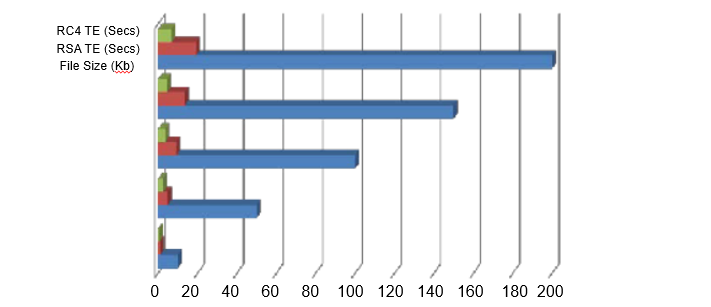 RC4 TE (Secs)
RSA TE (Secs)
File Size (Kb)
0 20 40 60 80 100 120 140 160 180 200